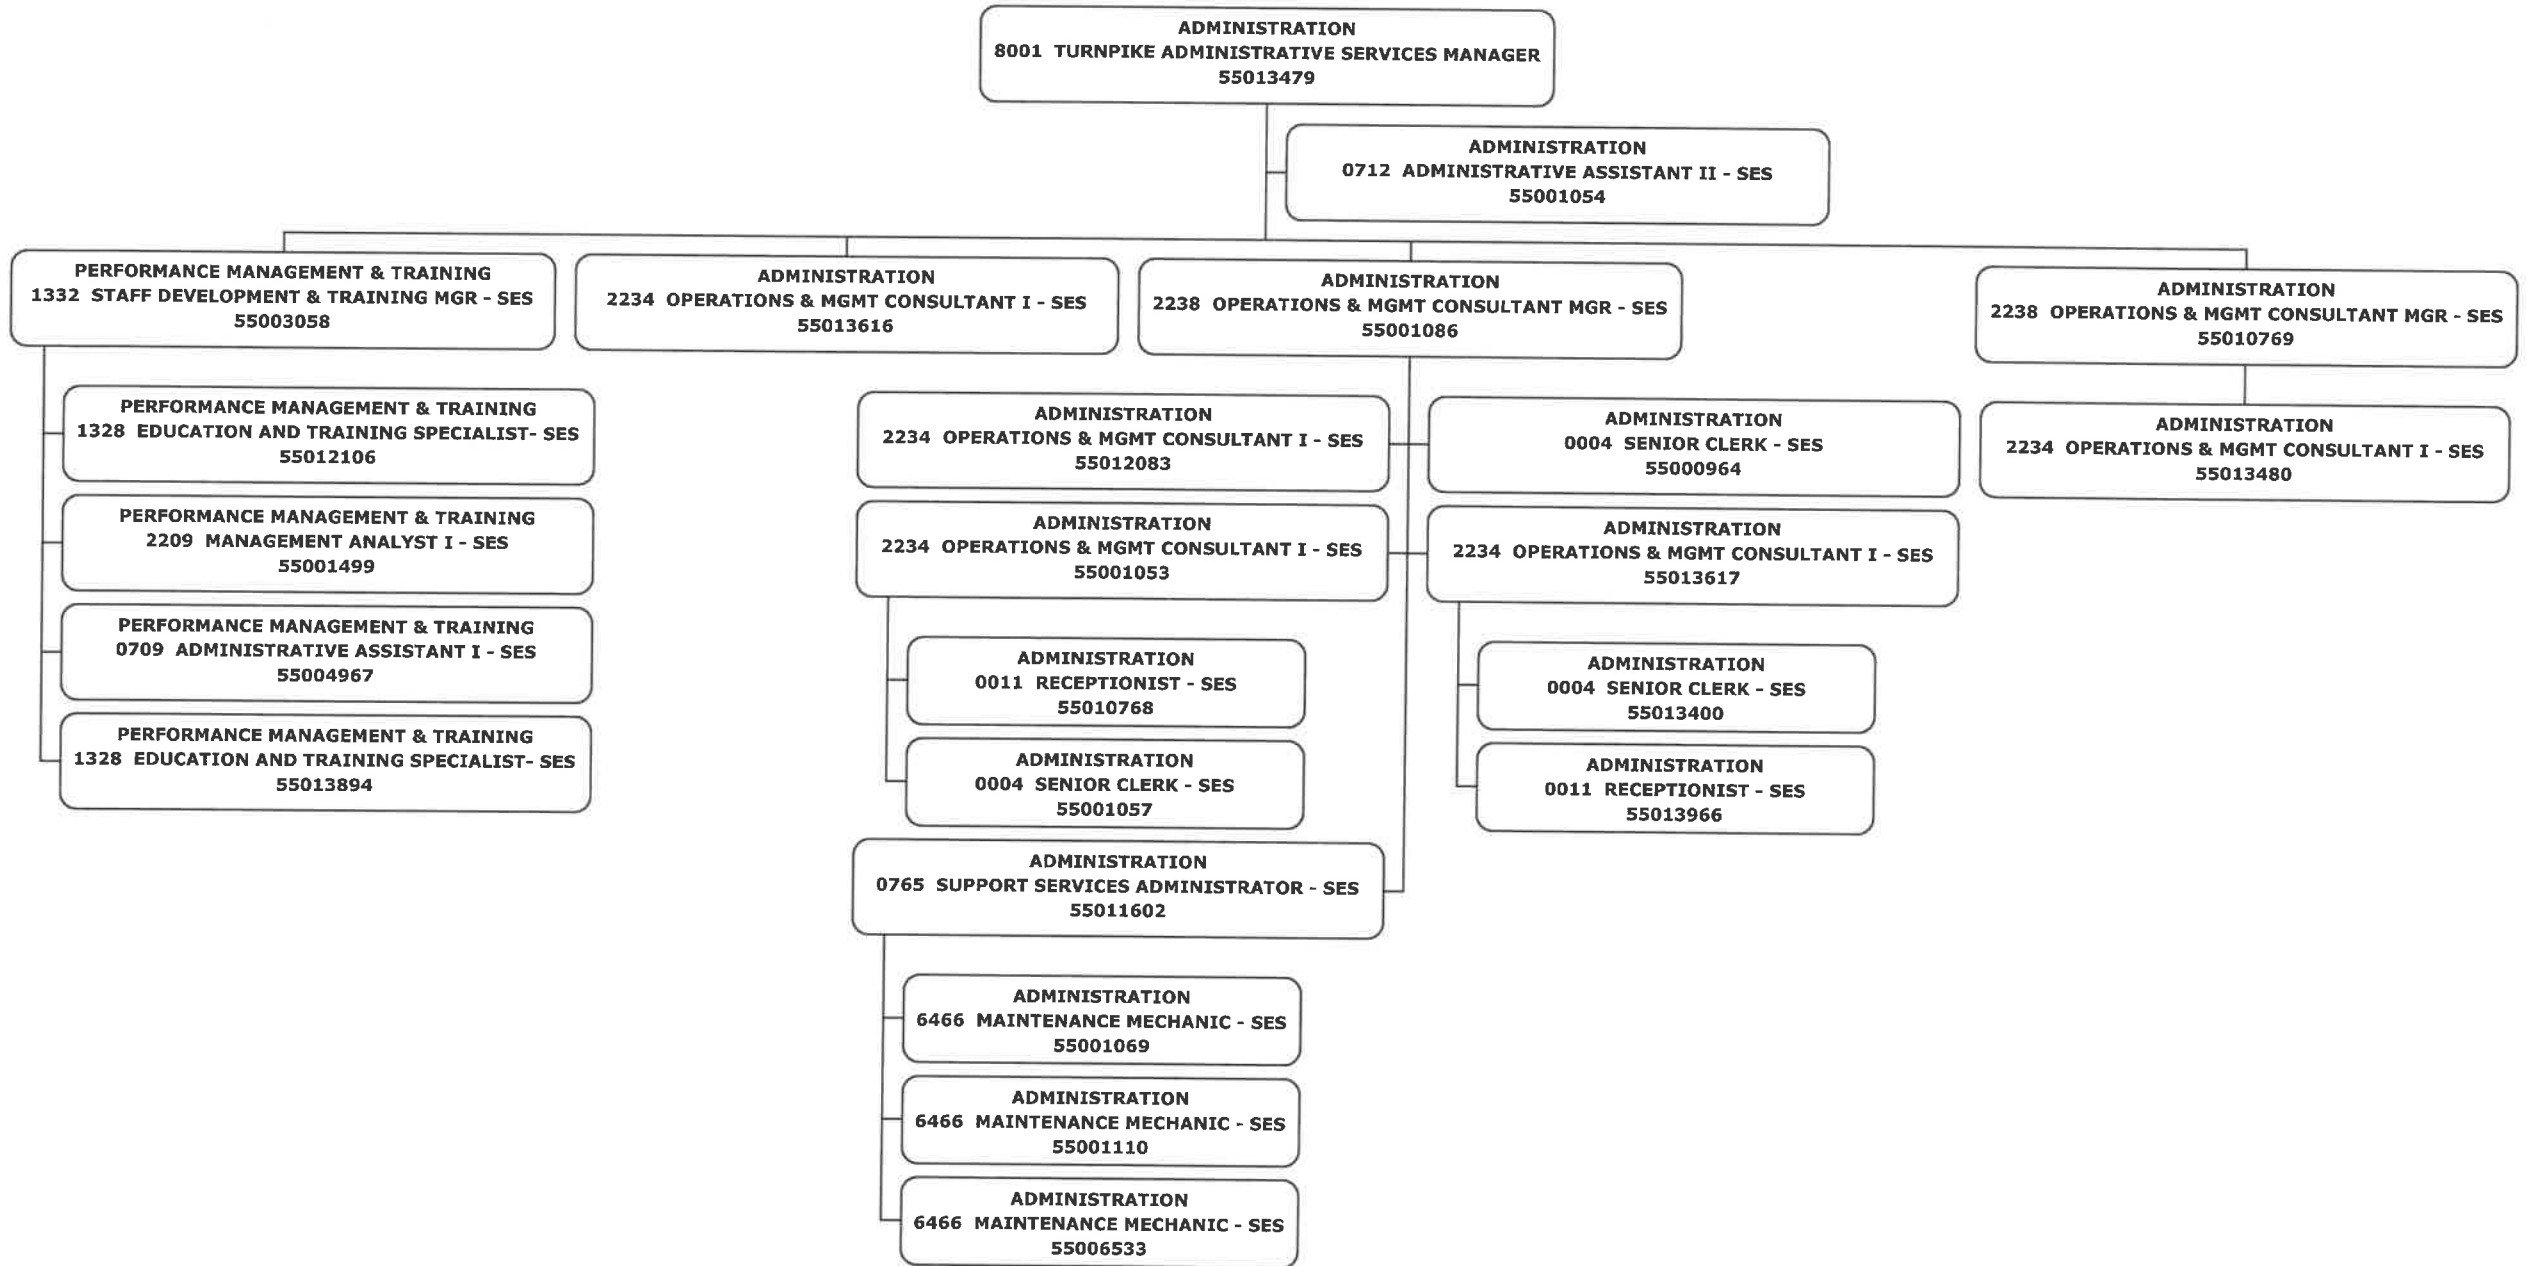 ADMINISTRATION
8001 TURNPIKE ADMINISTRATIVE SERVICES MANAGER
55013479
ADMINISTRATION
0712 ADMINISTRATIVE ASSISTANT II - SES
55001054
PERFORMANCE MANAGEMENT & TRAINING
1332 STAFF DEVELOPMENT & TRAINING MGR - SES
55003058
ADMINISTRATION
2234 OPERATIONS & MGMT CONSULTANT I - SES
55013616
ADMINISTRATION
2238 OPERATIONS & MGMT CONSULTANT MGR - SES
55001086
ADMINISTRATION
2238 OPERATIONS & MGMT CONSULTANT MGR - SES
55010769
PERFORMANCE MANAGEMENT & TRAINING
1328 EDUCATION AND TRAINING SPECIALIST- SES
55012106
PERFORMANCE MANAGEMENT & TRAINING
2209 MANAGEMENT ANALYST I - SES
55001499
PERFORMANCE MANAGEMENT & TRAINING
0709 ADMINISTRATIVE ASSISTANT I - SES
55004967
PERFORMANCE MANAGEMENT & TRAINING
1328 EDUCATION AND TRAINING SPECIALIST- SES
55013894
ADMINISTRATION
2234 OPERATIONS & MGMT CONSULTANT I - SES
55012083
ADMINISTRATION
0004 SENIOR CLERK - SES
55000964
ADMINISTRATION
2234 OPERATIONS & MGMT CONSULTANT I - SES
55001053
ADMINISTRATION
2234 OPERATIONS & MGMT CONSULTANT I - SES
55013617
ADMINISTRATION
0011 RECEPTIONIST - SES
55010768
ADMINISTRATION
0004 SENIOR CLERK - SES
55001057
ADMINISTRATION
0004 SENIOR CLERK - SES
55013400
ADMINISTRATION
0011 RECEPTIONIST - SES
55013966
ADMINISTRATION
0765 SUPPORT SERVICES ADMINISTRATOR - SES
55011602
ADMINISTRATION
6466 MAINTENANCE MECHANIC - SES
55001069
ADMINISTRATION
6466 MAINTENANCE MECHANIC - SES
55001110
ADMINISTRATION
6466 MAINTENANCE MECHANIC - SES
55006533
ADMINISTRATION
2234 OPERATIONS & MGMT CONSULTANT I - SES
55013480